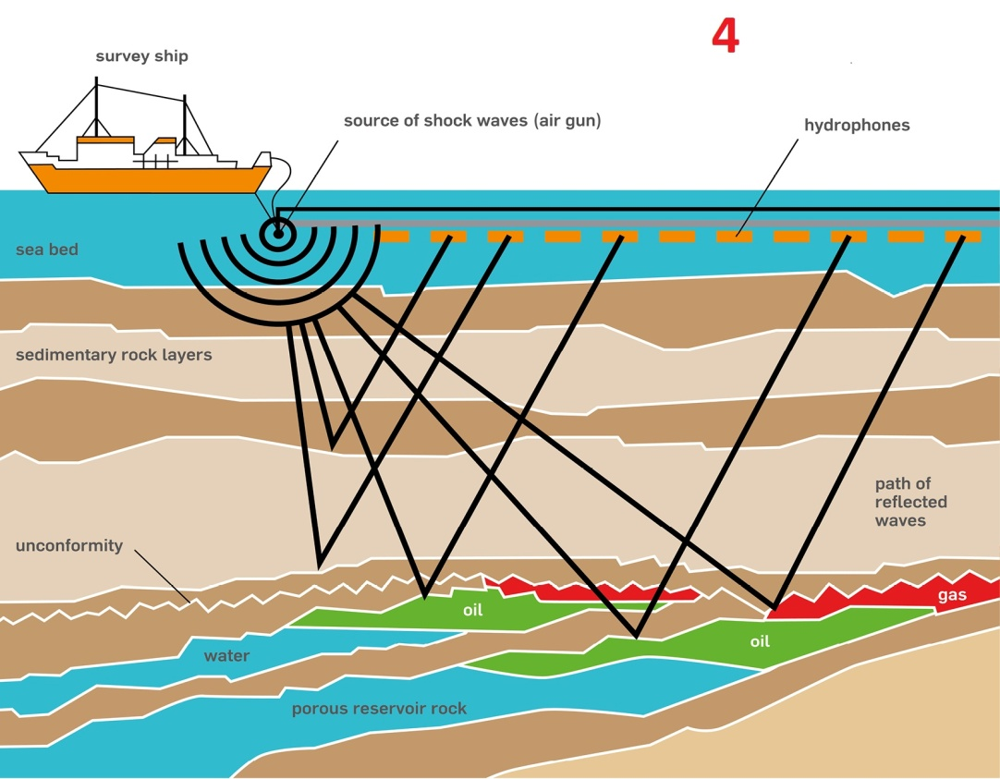 4
survey ship
source of shock waves (air gun)
hydrophones
sea bed
sedimentary rock layers
path of
reflected
waves
unconformity
gas
oil
oil
water
porous reservoir rock